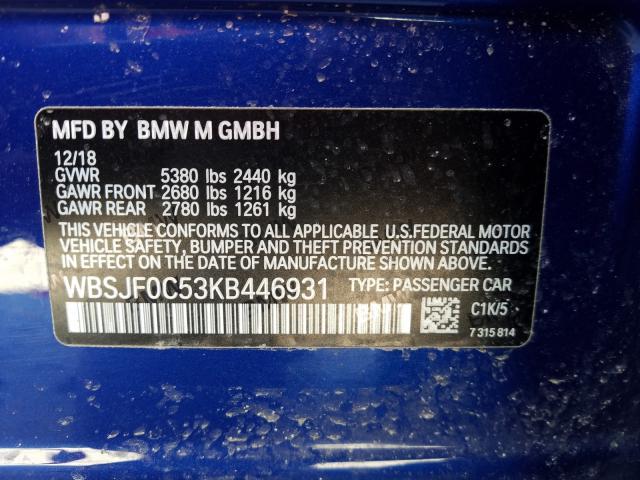 MFD BY BMW M GMBH
12/18
GVWR 5380 lbs 2440 kg
GAWR FRONT 2680 lbs 1216 kg
GAWR REAR 2780 lbs 1261 kg
THIS VEHICLE CONFORMS TO ALL APPLICABLE U.S.FEDERAL MOTOR
VEHICLE SAFETY, BUMPER AND THEFT PREVENTION STANDARDS
IN EFFECT ON THE DATE OF MANUFACTURE SHOWN ABOVE.
WBSJF0C53KB446931 TYPE: PASSENGER CAR
C1K/5
7 315 814